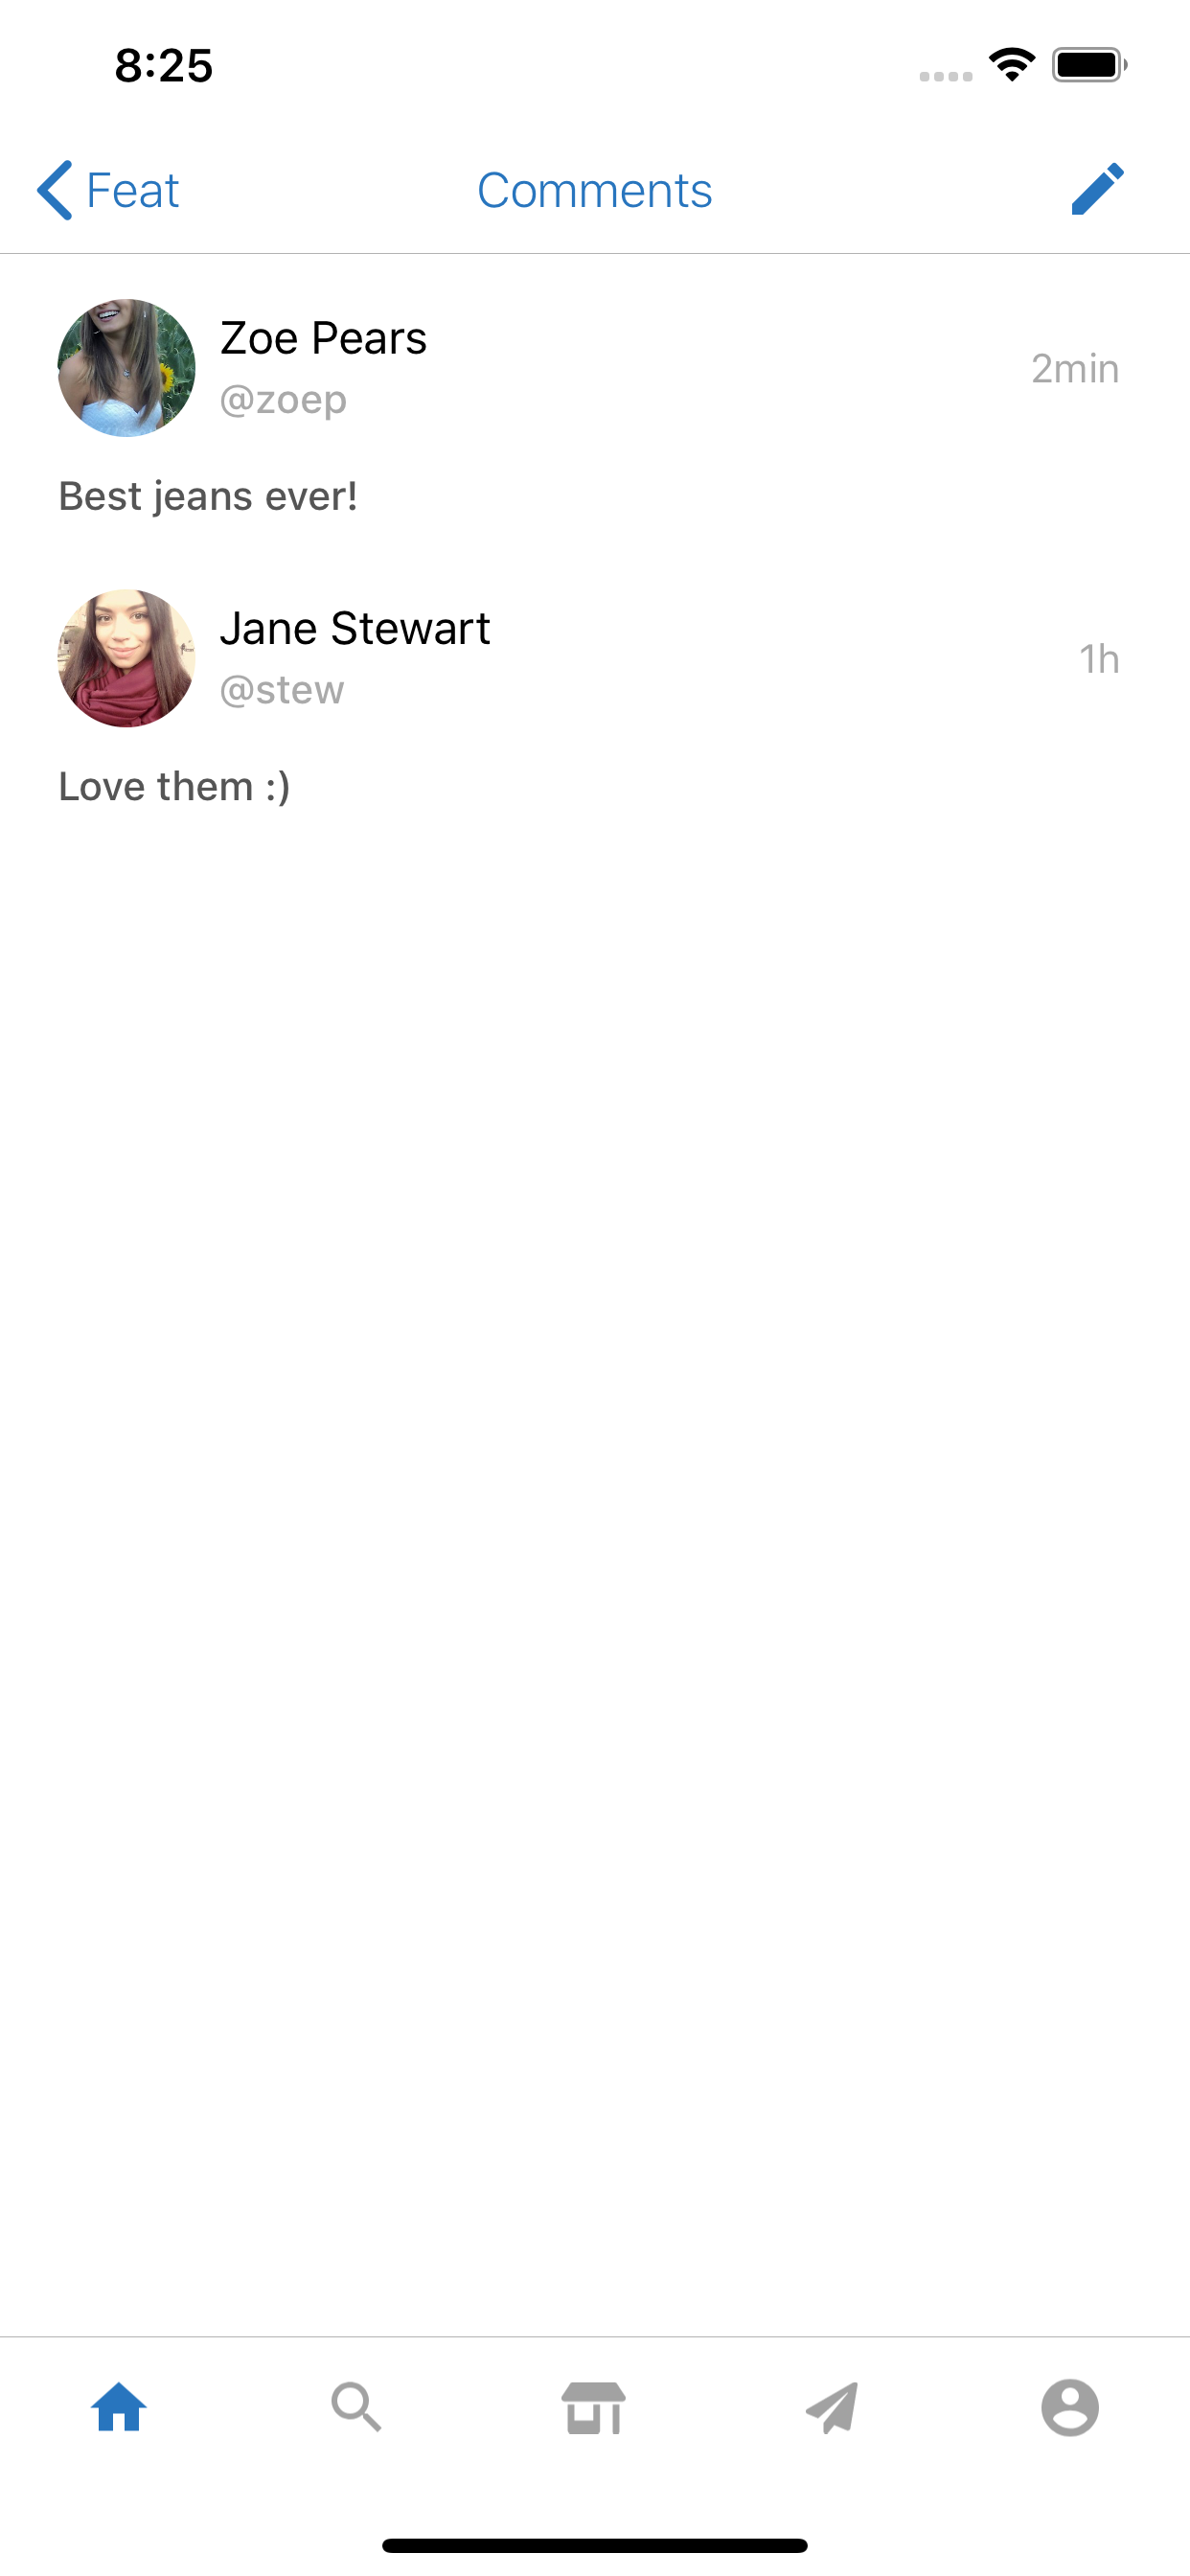 8:25
Feat
Comments
Zoe Pears
@zoep
2min
Best jeans ever!
Jane Stewart
@stew
1h
Love them :)